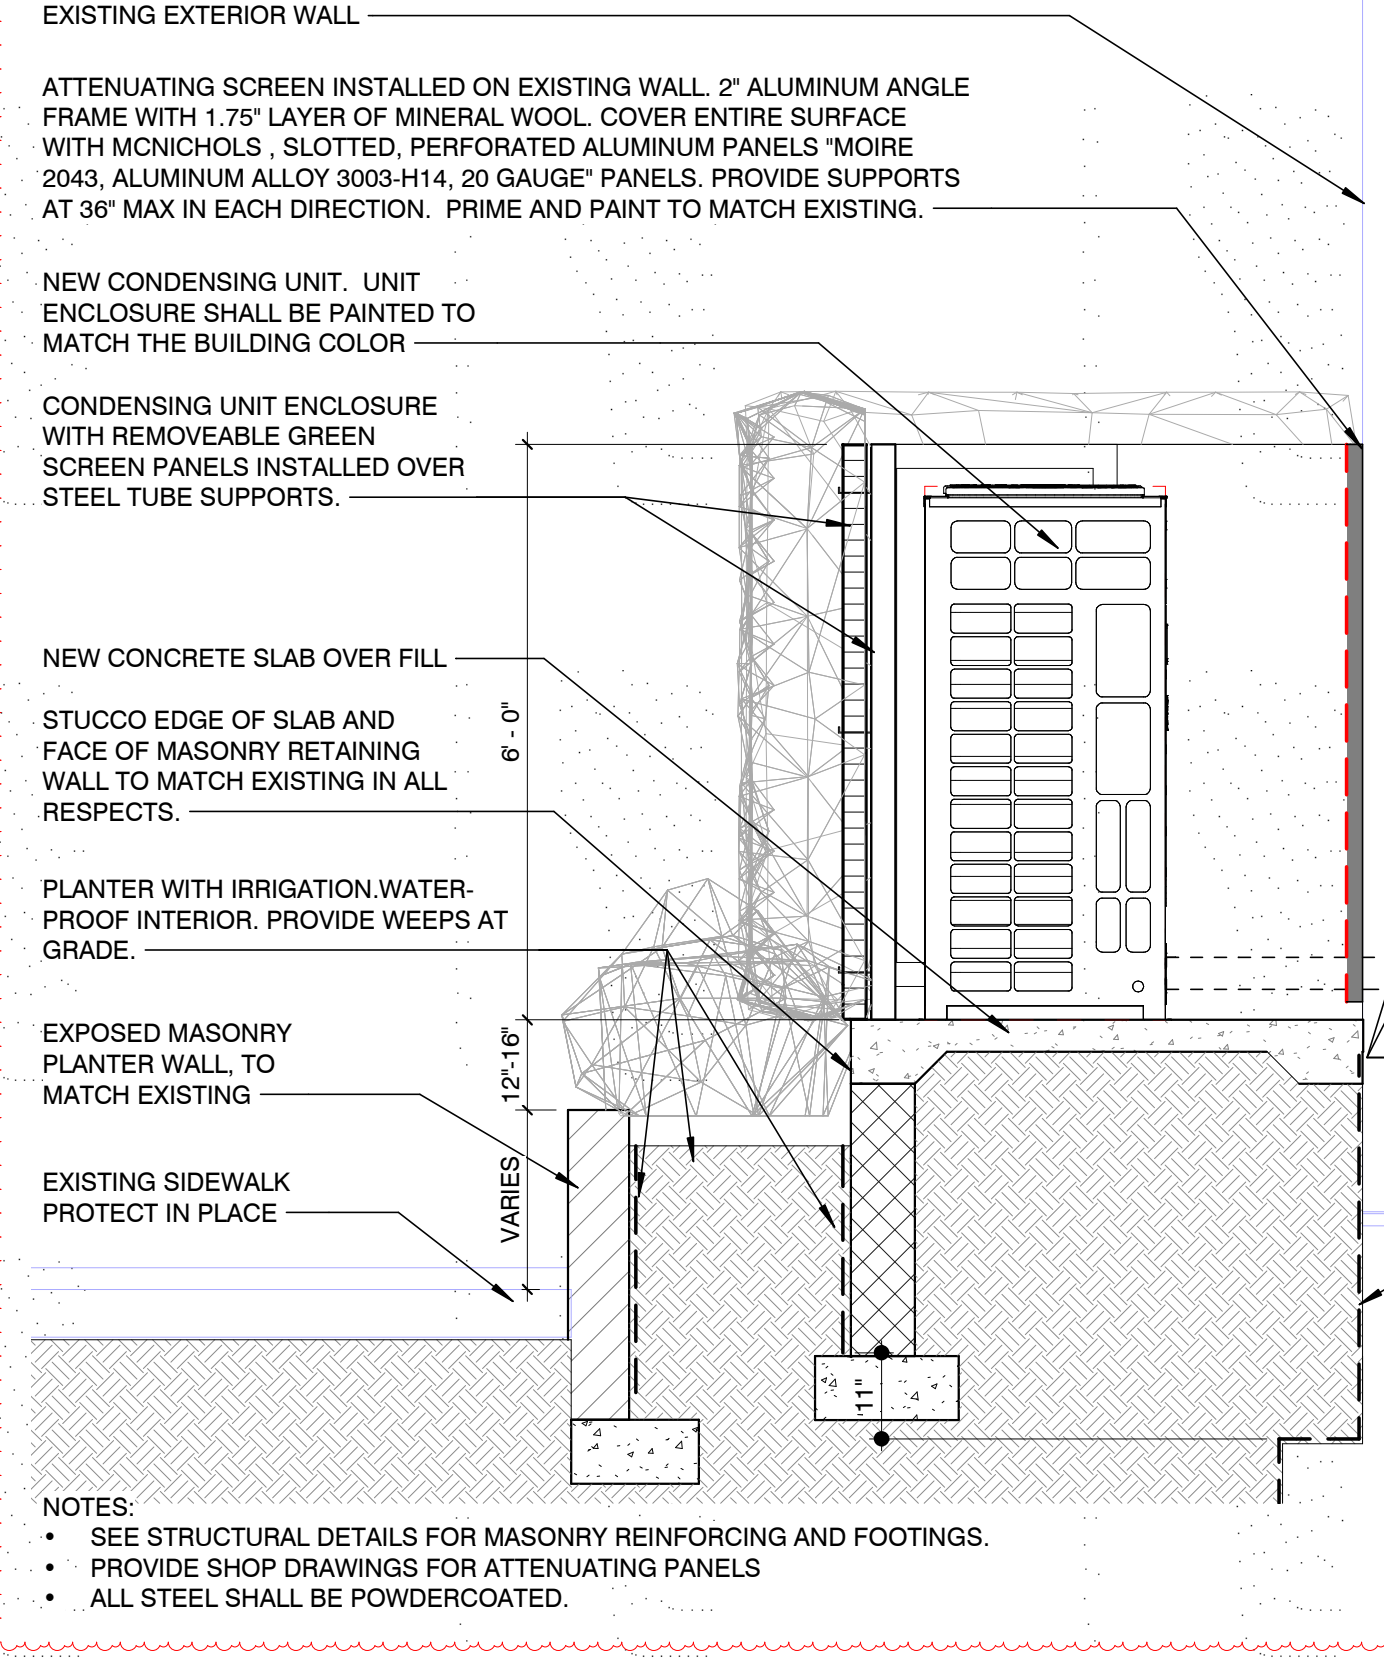 EXISTING EXTERIOR WALL
ATTENUATING SCREEN INSTALLED ON EXISTING WALL. 2" ALUMINUM ANGLE
FRAME WITH 1.75" LAYER OF MINERAL WOOL. COVER ENTIRE SURFACE
WITH MCNICHOLS , SLOTTED, PERFORATED ALUMINUM PANELS "MOIRE
2043, ALUMINUM ALLOY 3003-H14, 20 GAUGE" PANELS. PROVIDE SUPPORTS
AT 36" MAX IN EACH DIRECTION.  PRIME AND PAINT TO MATCH EXISTING.
NEW CONDENSING UNIT.  UNIT
ENCLOSURE SHALL BE PAINTED TO
MATCH THE BUILDING COLOR
CONDENSING UNIT ENCLOSURE
WITH REMOVEABLE GREEN
SCREEN PANELS INSTALLED OVER
STEEL TUBE SUPPORTS.
NEW CONCRETE SLAB OVER FILL
6' - 0"
STUCCO EDGE OF SLAB AND
FACE OF MASONRY RETAINING
WALL TO MATCH EXISTING IN ALL
RESPECTS.
PLANTER WITH IRRIGATION.WATER-
PROOF INTERIOR. PROVIDE WEEPS AT
GRADE.
12"-16"
EXPOSED MASONRY
PLANTER WALL, TO
MATCH EXISTING
VARIES
EXISTING SIDEWALK
PROTECT IN PLACE
11"
NOTES:
• SEE STRUCTURAL DETAILS FOR MASONRY REINFORCING AND FOOTINGS.
• PROVIDE SHOP DRAWINGS FOR ATTENUATING PANELS
• ALL STEEL SHALL BE POWDERCOATED.